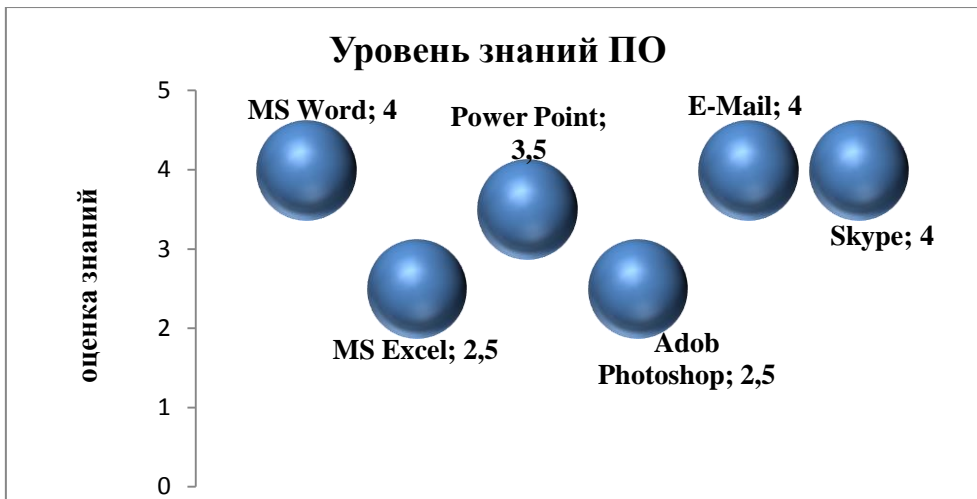 Уровень знаний ПО
оценка знаний
5
4
3
2
1
0
MS Word; 4
Power Point;
3,5
E-Mail; 4
Skype; 4
MS Excel; 2,5
Adob
Photoshop; 2,5